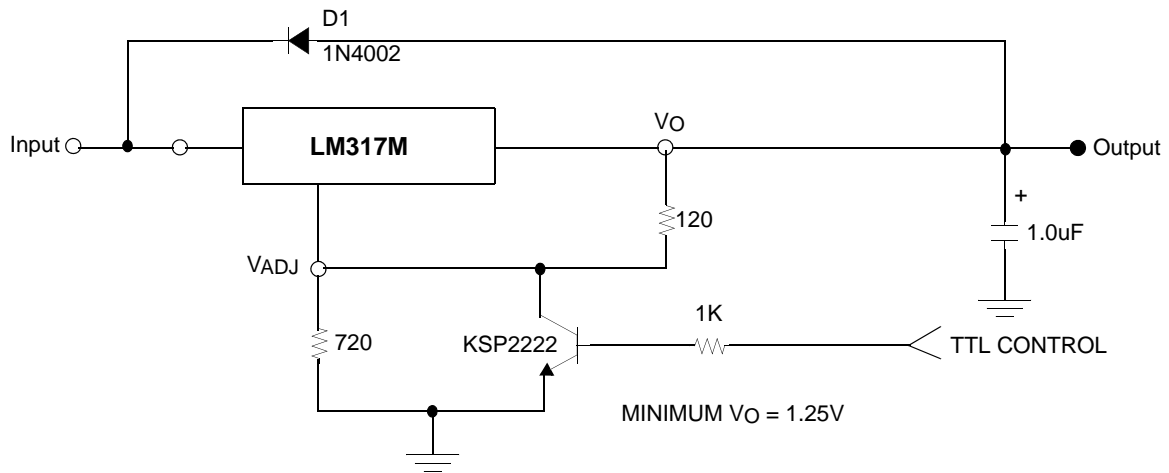 D1
1N4002
Input
LM317M
VO
Output
120
+
1.0uF
VADJ
720
KSP2222
1K
TTL CONTROL
MINIMUM VO = 1.25V